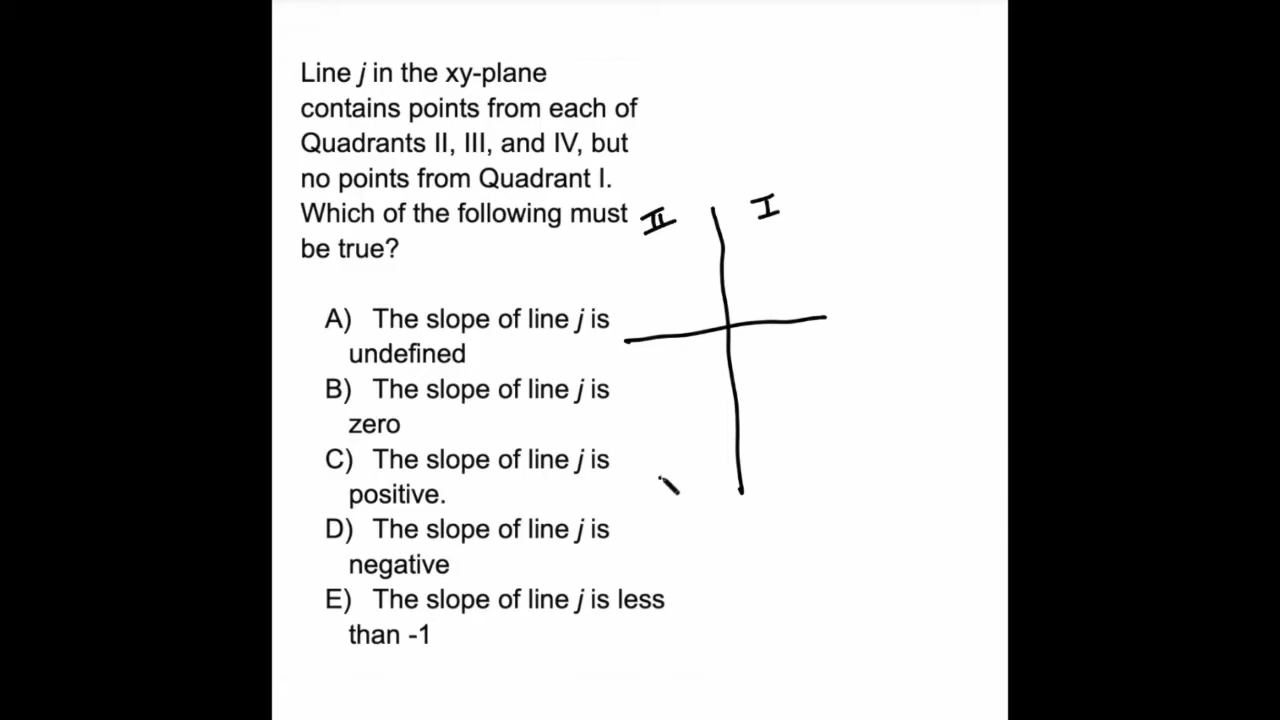 Line j in the xy-plane
contains points from each of
Quadrants II, III, and IV, but
no points from Quadrant I.
Which of the following must
be true?
II I
A) The slope of line j is
undefined
B) The slope of line j is
zero
C) The slope of line j is
positive.
D) The slope of line j is
negative
E) The slope of line j is less
than -1